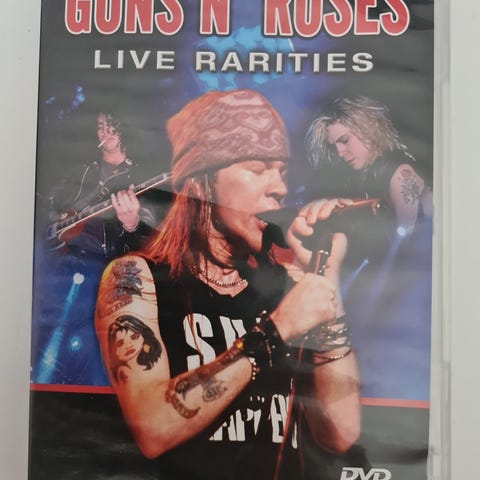 GUNS N' ROSES
LIVE RARITIES
DVD